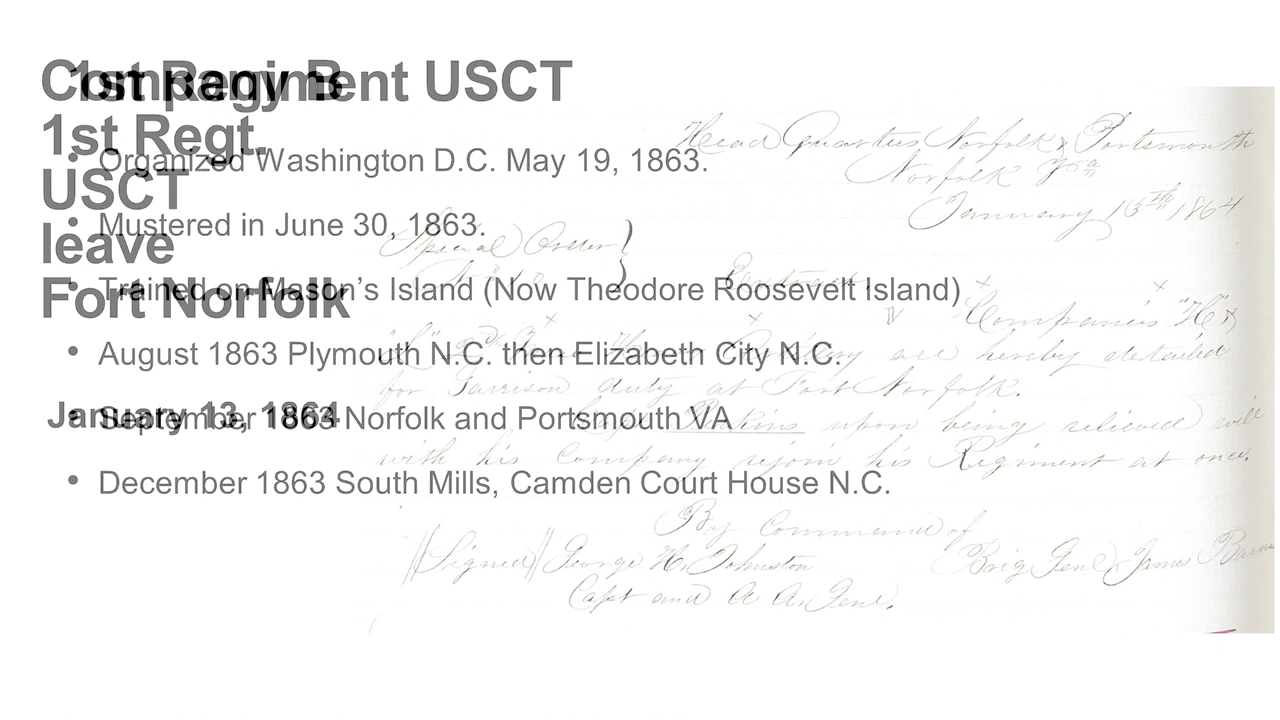 1st Regiment USCT
Organized Washington D.C. May 19, 1863.
Mustered in June 30, 1863.
Trained on Mason’s Island (Now Theodore Roosevelt Island)
August 1863 Plymouth N.C. then Elizabeth City N.C.
September 1863 Norfolk and Portsmouth VA
December 1863 South Mills, Camden Court House N.C.
Company B
1st Regt.
USCT
leave
Fort Norfolk
January 13, 1864
Head Quarters Norfolk & Portsmouth
Norfolk
January 13th 1864
Special Order
Extract
Companies "H" &
are hereby detailed
for Garrison duty at Fort Norfolk.
Capt Perkins upon being relieved will
with his Company rejoin his Regiment at once.
By Command of
Brig Genl James
(Signed) George H. Johnston
Capt and A A. Genl.